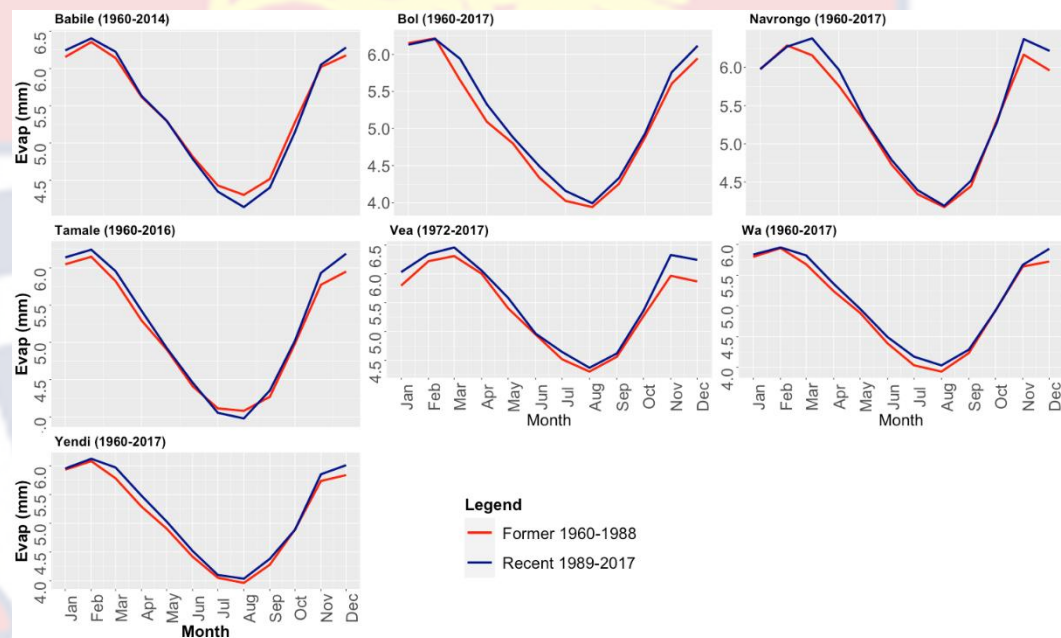 Babile (1960-2014)
Evap (mm)
6.5
6.0
5.5
5.0
4.5
Bol (1960-2017)
6.0
5.5
5.0
4.5
4.0
Navrongo (1960-2017)
6.0
5.5
5.0
4.5
Tamale (1960-2016)
Evap (mm)
6.0
5.5
5.0
4.5
.0
Vea (1972-2017)
6.5
6.0
5.5
5.0
4.5
Jan
Feb
Mar
Apr
May
Jun
Jul
Aug
Sep
Oct
Nov
Dec
Month
Wa (1960-2017)
6.0
5.5
5.0
4.5
4.0
Jan
Feb
Mar
Apr
May
Jun
Jul
Aug
Sep
Oct
Nov
Dec
Month
Yendi (1960-2017)
Evap (mm)
6.0
5.5
5.0
4.5
4.0
Jan
Feb
Mar
Apr
May
Jun
Jul
Aug
Sep
Oct
Nov
Dec
Month
Legend
Former 1960-1988
Recent 1989-2017